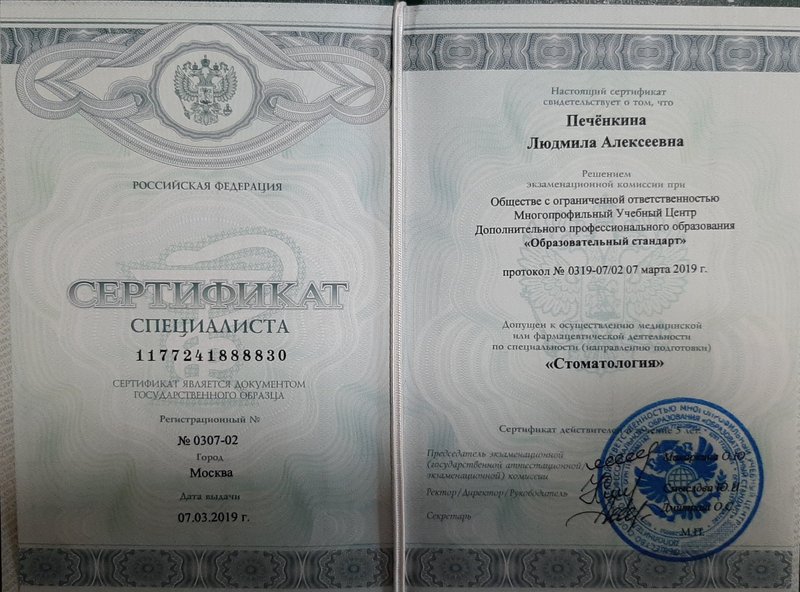 РОССИЙСКАЯ ФЕДЕРАЦИЯ
СЕРТИФИКАТ
СПЕЦИАЛИСТА
1177241888830
СЕРТИФИКАТ ЯВЛЯЕТСЯ ДОКУМЕНТОМ
ГОСУДАРСТВЕННОГО ОБРАЗЦА
Регистрационный №
№ 0307-02
Город
Москва
Дата выдачи
07.03.2019 г.
Настоящий сертификат
свидетельствует о том, что
Печёнкина
Людмила Алексеевна
Решением
экзаменационной комиссии при
Обществе с ограниченной ответственностью
Многопрофильный Учебный Центр
Дополнительного профессионального образования
«Образовательный стандарт»
протокол № 0319-07/02 07 марта 2019 г.
Допущен к осуществлению медицинской
или фармацевтической деятельности
по специальности (направлению подготовки)
«Стоматология»
Сертификат действителен в течение 5 лет.
Председатель экзаменационной
(государственной аттестационной/
экзаменационной) комиссии
Ректор/Директор/Руководитель
Секретарь
М.П.